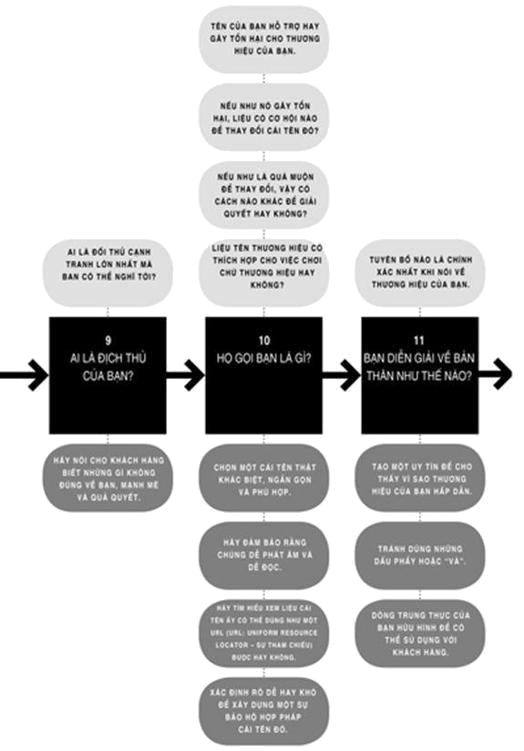 TÊN CỦA BẠN HỖ TRỢ HAY
GÂY TỔN HẠI CHO THƯƠNG
HIỆU CỦA BẠN.
NẾU NHƯ NÓ GÂY TỔN
HẠI, LIỆU CÓ CƠ HỘI NÀO
ĐỂ THAY ĐỔI CÁI TÊN ĐÓ?
NẾU NHƯ LÀ QUÁ MUỘN
ĐỂ THAY ĐỔI, VẬY CÓ
CÁCH NÀO KHÁC ĐỂ GIẢI
QUYẾT HAY KHÔNG?
AI LÀ ĐỐI THỦ CẠNH
TRANH LỚN NHẤT MÀ
BẠN CÓ THỂ NGHĨ TỚI?
LIỆU TÊN THƯƠNG HIỆU CÓ
THÍCH HỢP CHO VIỆC CHƠI
CHỮ THƯƠNG HIỆU HAY
KHÔNG?
TUYÊN BỐ NÀO LÀ CHÍNH
XÁC NHẤT KHI NÓI VỀ
THƯƠNG HIỆU CỦA BẠN.
9
AI LÀ ĐỊCH THỦ
CỦA BẠN?
10
HỌ GỌI BẠN LÀ GÌ?
11
BẠN DIỄN GIẢI VỀ BẢN
THÂN NHƯ THẾ NÀO?
HÃY NÓI CHO KHÁCH HÀNG
BIẾT NHỮNG GÌ KHÔNG
ĐÚNG VỀ BẠN, MẠNH MẼ
VÀ QUẢ QUYẾT.
CHỌN MỘT CÁI TÊN THẬT
KHÁC BIỆT, NGẮN GỌN
VÀ PHÙ HỢP.
HÃY ĐẢM BẢO RẰNG
CHÚNG DỄ PHÁT ÂM VÀ
DỄ ĐỌC.
HÃY TÌM HIỂU XEM LIỆU CÁI
TÊN ẤY CÓ THỂ DÙNG NHƯ MỘT
URL (URL: UNIFORM RESOURCE
LOCATOR – SỰ THAM CHIẾU)
ĐƯỢC HAY KHÔNG.
XÁC ĐỊNH RÕ DỄ HAY KHÓ
ĐỂ XÂY DỰNG MỘT SỰ
BẢO HỘ HỢP PHÁP
CÁI TÊN ĐÓ.
TẠO MỘT UY TÍN ĐỂ CHO
THẤY VÌ SAO THƯƠNG
HIỆU CỦA BẠN HẤP DẪN.
TRÁNH DÙNG NHỮNG
DẤU PHẨY HOẶC "VÀ".
DÒNG TRUNG THỰC CỦA
BẠN HỮU HÌNH ĐỂ CÓ
THỂ SỬ DỤNG VỚI
KHÁCH HÀNG.